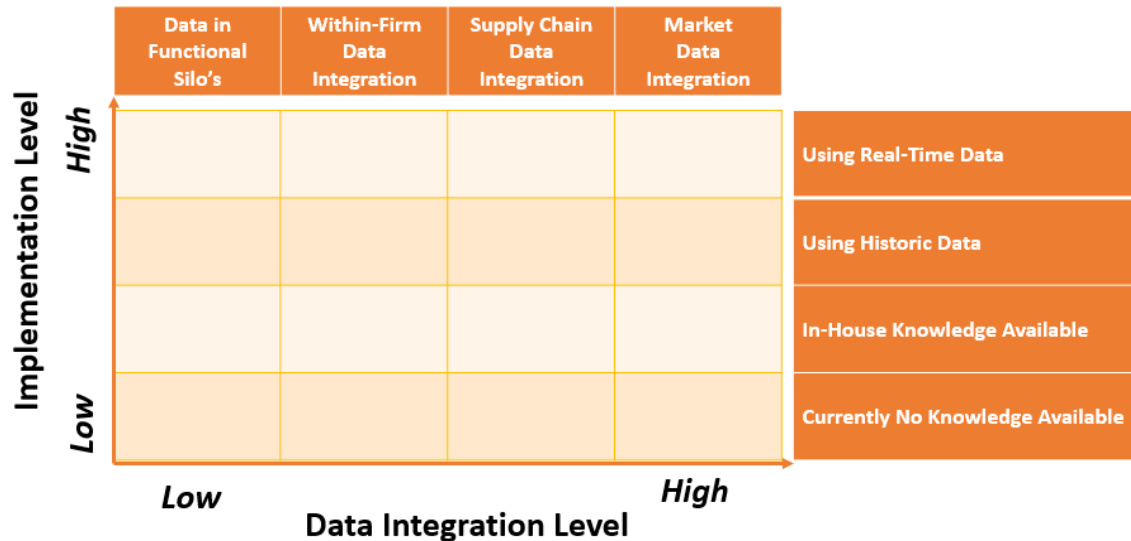 Data in
Functional
Silo's
Within-Firm
Data
Integration
Supply Chain
Data
Integration
Market
Data
Integration
Implementation Level
High
Low
Using Real-Time Data
Using Historic Data
In-House Knowledge Available
Currently No Knowledge Available
Low
High
Data Integration Level